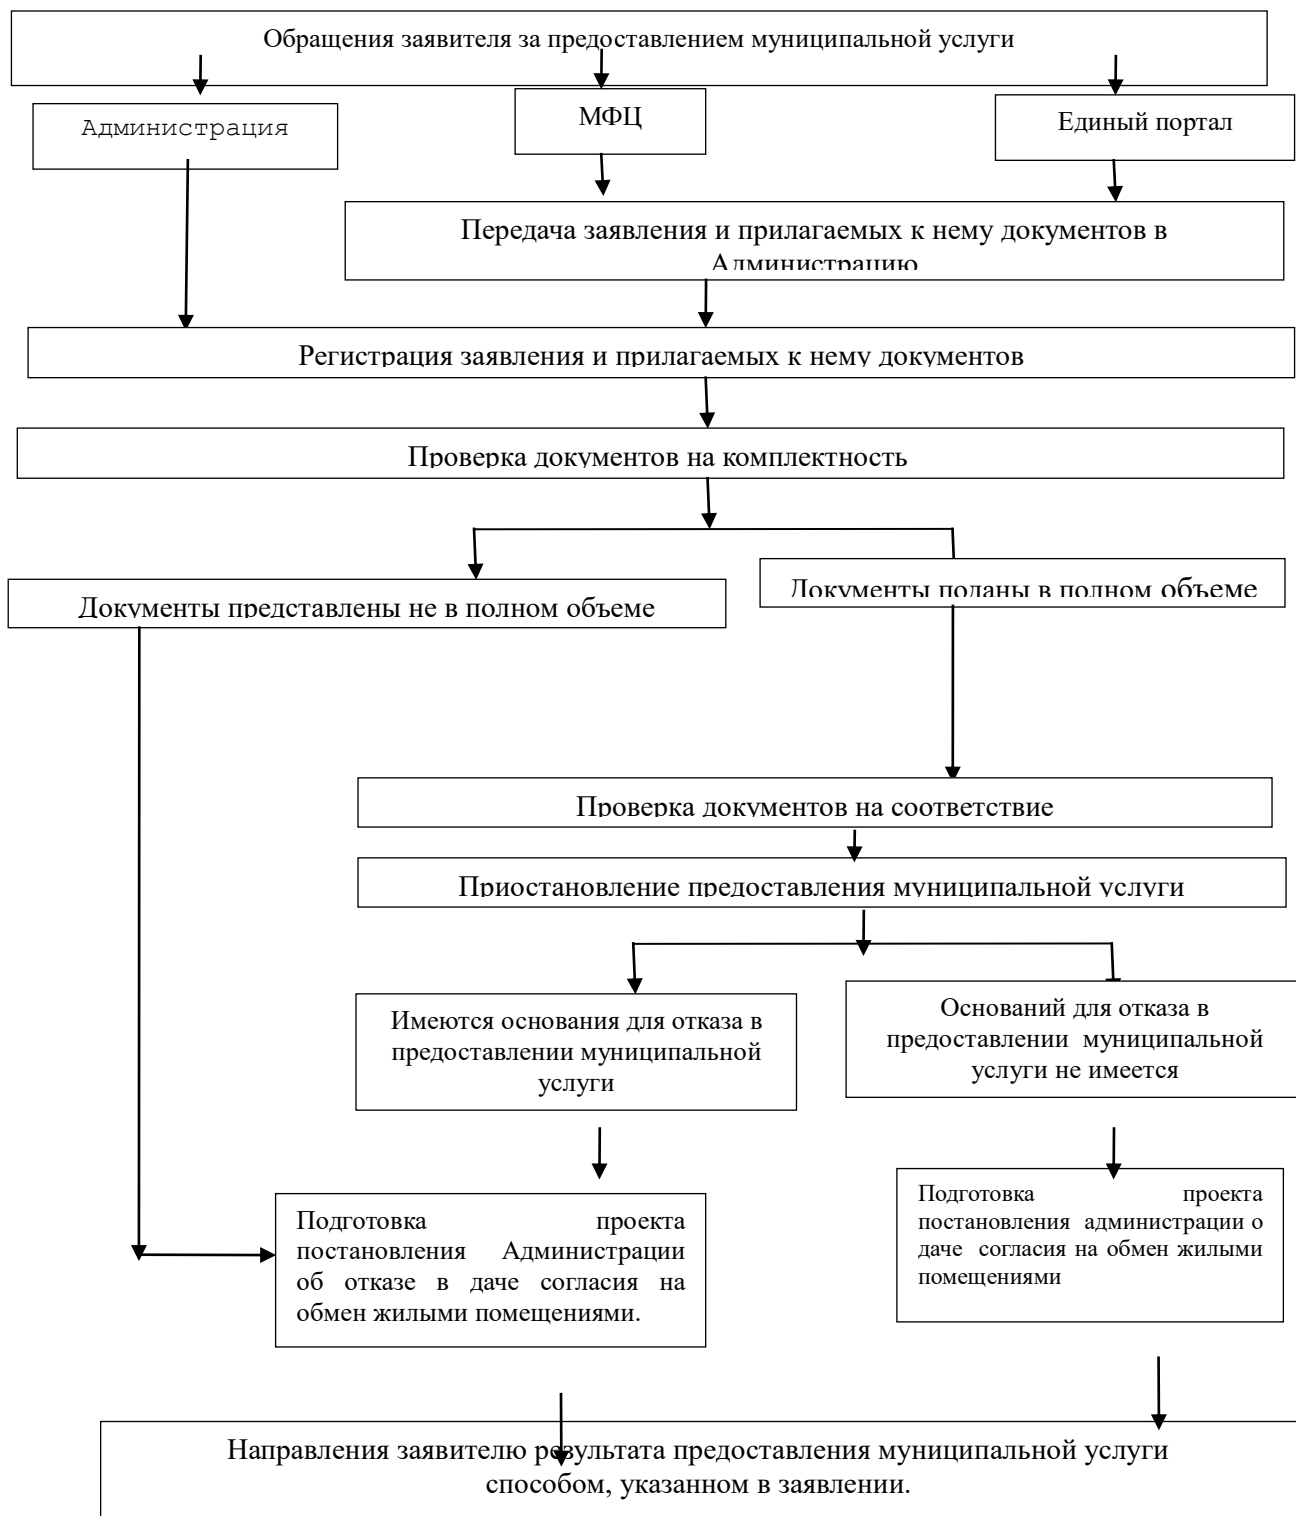 Обращения заявителя за предоставлением муниципальной услуги
Администрация
МФЦ
Единый портал
Передача заявления и прилагаемых к нему документов в
Администрацию
Регистрация заявления и прилагаемых к нему документов
Проверка документов на комплектность
Документы представлены не в полном объеме
Документы поданы в полном объеме
Проверка документов на соответствие
Приостановление предоставления муниципальной услуги
Имеются основания для отказа в
предоставлении муниципальной
услуги
Оснований для отказа в
предоставлении муниципальной
услуги не имеется
Подготовка проекта
постановления Администрации
об отказе в даче согласия на
обмен жилыми помещениями.
Подготовка проекта
постановления администрации о
даче согласия на обмен жилыми
помещениями
Направления заявителю результата предоставления муниципальной услуги
способом, указанном в заявлении.